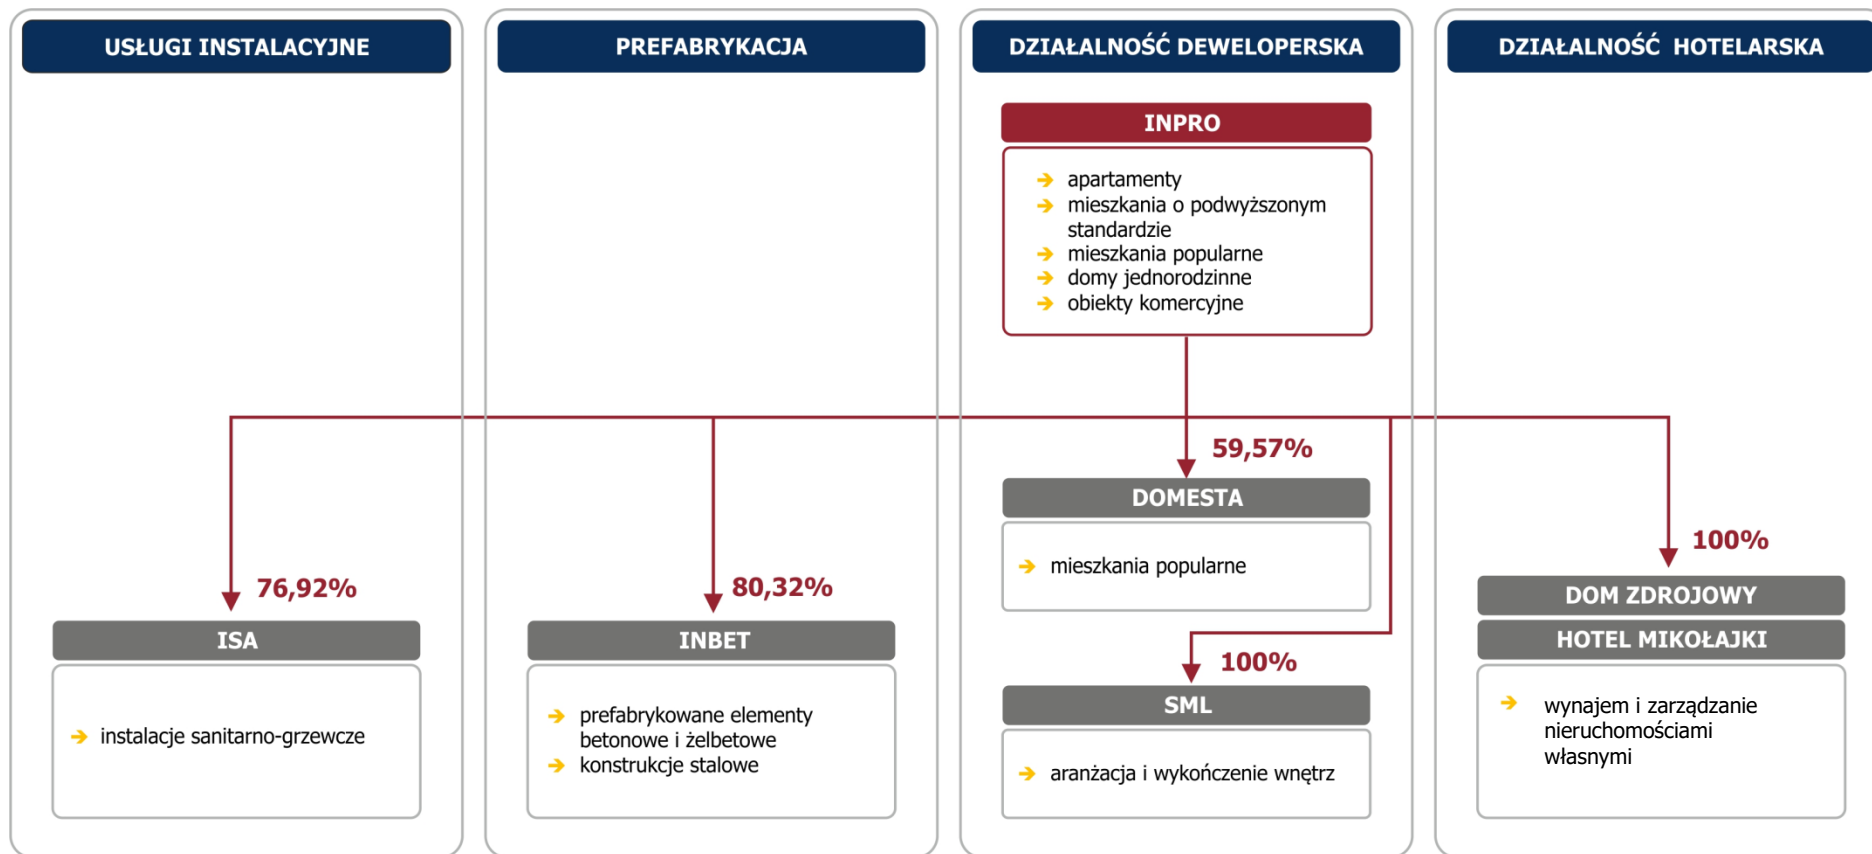 USŁUGI INSTALACYJNE
PREFABRYKACJA
DZIAŁALNOŚĆ DEWELOPERSKA
DZIAŁALNOŚĆ  HOTELARSKA
INPRO
➔ apartamenty
➔ mieszkania o podwyższonym
standardzie
➔ mieszkania popularne
➔ domy jednorodzinne
➔ obiekty komercyjne
76,92%
ISA
➔ instalacje sanitarno-grzewcze
80,32%
INBET
➔ prefabrykowane elementy
betonowe i żelbetowe
➔ konstrukcje stalowe
59,57%
DOMESTA
➔ mieszkania popularne
100%
SML
➔ aranżacja i wykończenie wnętrz
100%
DOM ZDROJOWY
HOTEL MIKOŁAJKI
➔ wynajem i zarządzanie
nieruchomościami
własnymi